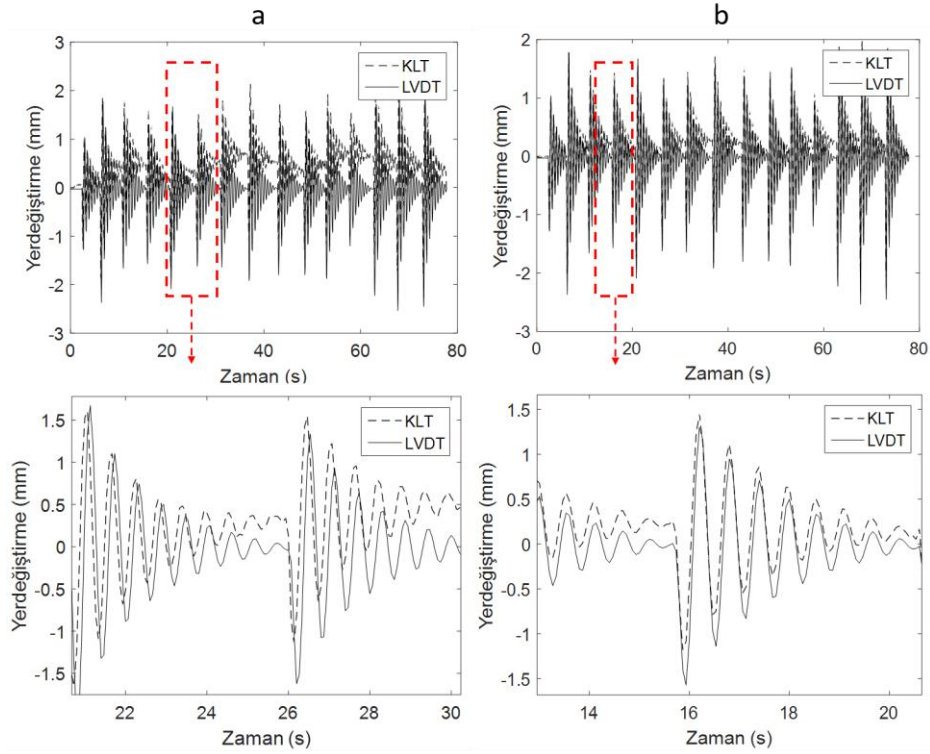 a
b
3
2
1
0
-1
-2
-3
0
20
40
60
80
Yerdeğiştirme (mm)
Zaman (s)
KLT
LVDT
2
1
0
-1
-2
-3
0
20
40
60
80
Yerdeğiştirme (mm)
Zaman (s)
KLT
LVDT
1.5
1
0.5
0
-0.5
-1
-1.5
22
24
26
28
30
Yerdeğiştirme (mm)
Zaman (s)
KLT
LVDT
1.5
1
0.5
0
-0.5
-1
-1.5
14
16
18
20
Yerdeğiştirme (mm)
Zaman (s)
KLT
LVDT